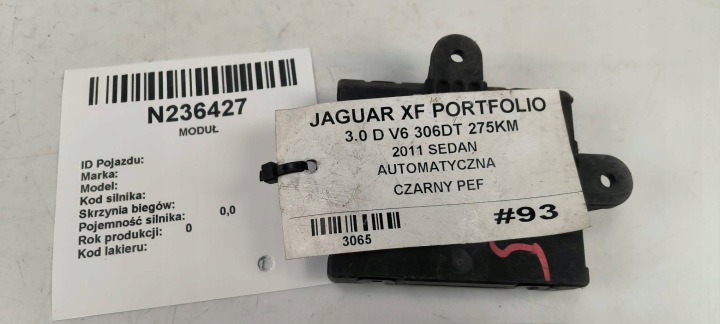 N236427
MODUŁ
ID Pojazdu:
Marka:
Model:
Kod silnika:
Skrzynia biegów:
Pojemność silnika: 0,0
Rok produkcji: 0
Kod lakieru:
JAGUAR XF PORTFOLIO
3.0 D V6 306DT 275KM
2011 SEDAN
AUTOMATYCZNA
CZARNY PEF
3065
#93